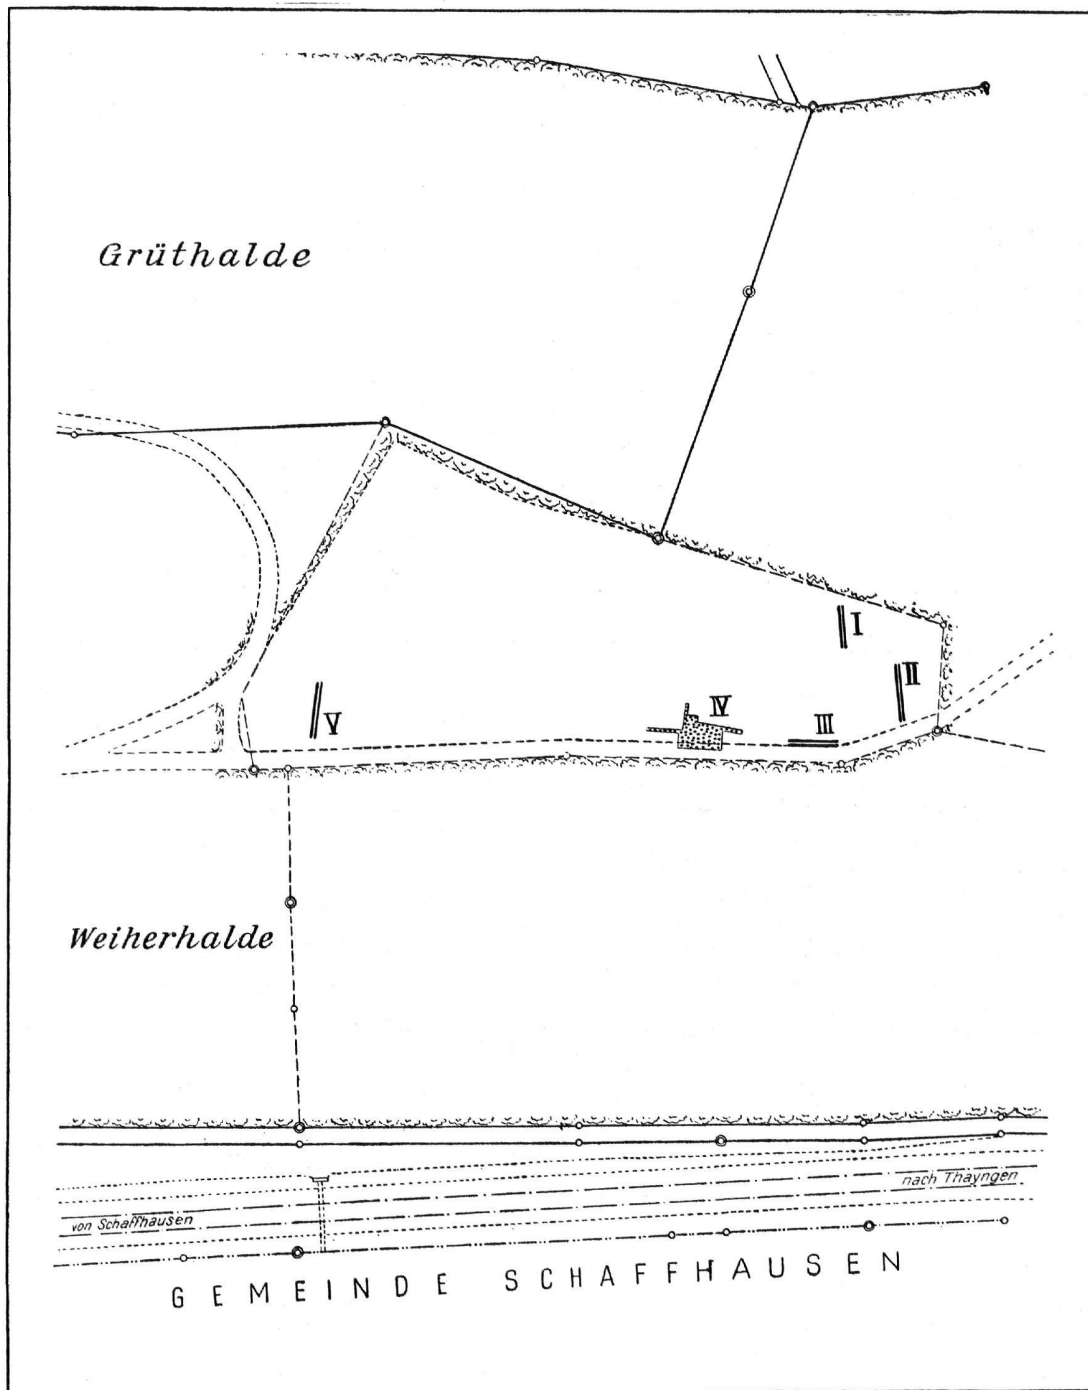 Grüthalde
I
II
IV
III
V
Weiherhalde
nach Thayngen
von Schaffhausen
GEMEINDE SCHAFFHAUSEN